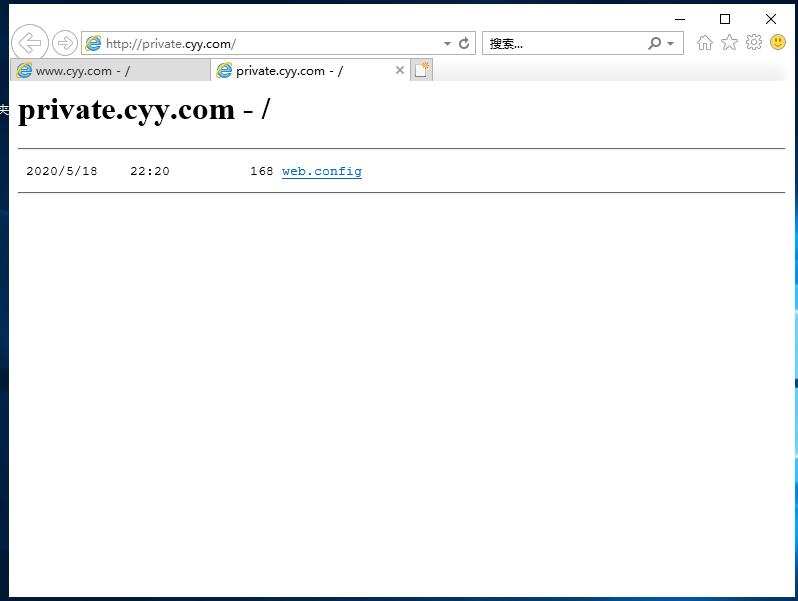 http://private.cyy.com/
搜索...
www.cyy.com - /
private.cyy.com - /
夹
private.cyy.com - /
2020/5/18 22:20 168 web.config